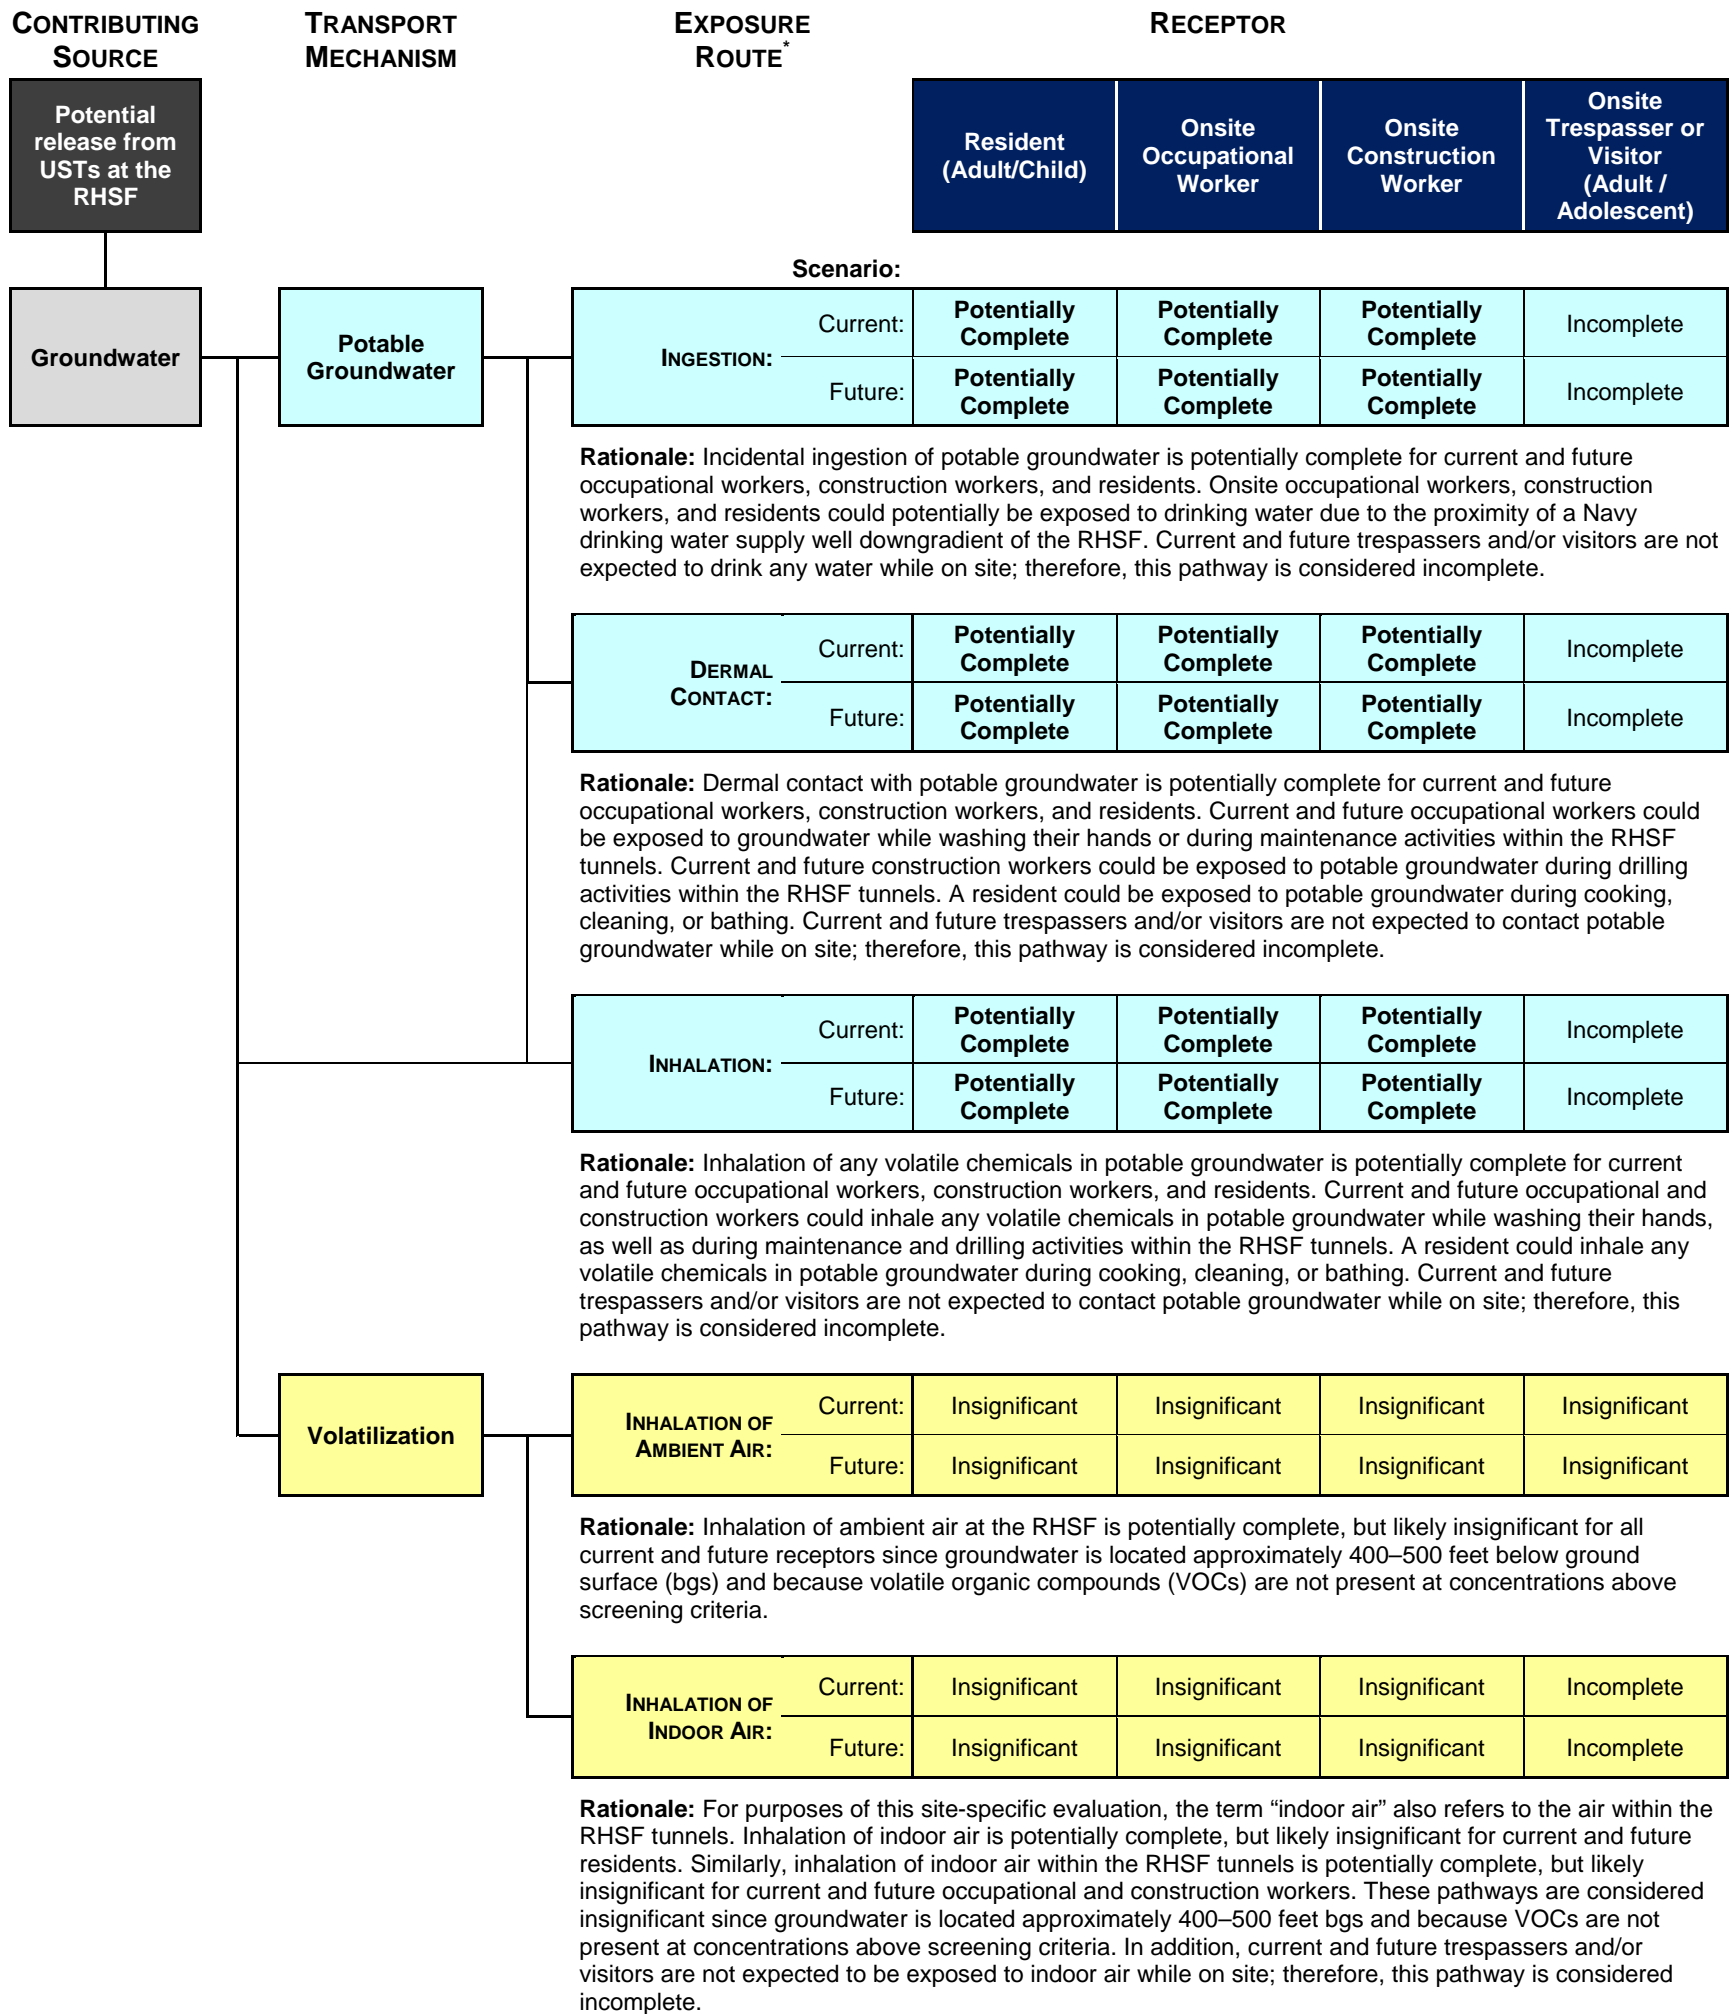 CONTRIBUTING SOURCE
TRANSPORT MECHANISM
EXPOSURE ROUTE*
RECEPTOR
Potential
release from
USTs at the
RHSF
Resident
(Adult/Child)
Onsite
Occupational
Worker
Onsite
Construction
Worker
Onsite
Trespasser or
Visitor
(Adult /
Adolescent)
Scenario:
Groundwater
Potable
Groundwater
INGESTION:
Current:
Potentially
Complete
Potentially
Complete
Potentially
Complete
Incomplete
Future:
Potentially
Complete
Potentially
Complete
Potentially
Complete
Incomplete
Rationale: Incidental ingestion of potable groundwater is potentially complete for current and future
occupational workers, construction workers, and residents. Onsite occupational workers, construction
workers, and residents could potentially be exposed to drinking water due to the proximity of a Navy
drinking water supply well downgradient of the RHSF. Current and future trespassers and/or visitors are not
expected to drink any water while on site; therefore, this pathway is considered incomplete.
DERMAL
CONTACT:
Current:
Potentially
Complete
Potentially
Complete
Potentially
Complete
Incomplete
Future:
Potentially
Complete
Potentially
Complete
Potentially
Complete
Incomplete
Rationale: Dermal contact with potable groundwater is potentially complete for current and future
occupational workers, construction workers, and residents. Current and future occupational workers could
be exposed to groundwater while washing their hands or during maintenance activities within the RHSF
tunnels. Current and future construction workers could be exposed to potable groundwater during drilling
activities within the RHSF tunnels. A resident could be exposed to potable groundwater during cooking,
cleaning, or bathing. Current and future trespassers and/or visitors are not expected to contact potable
groundwater while on site; therefore, this pathway is considered incomplete.
INHALATION:
Current:
Potentially
Complete
Potentially
Complete
Potentially
Complete
Incomplete
Future:
Potentially
Complete
Potentially
Complete
Potentially
Complete
Incomplete
Rationale: Inhalation of any volatile chemicals in potable groundwater is potentially complete for current
and future occupational workers, construction workers, and residents. Current and future occupational and
construction workers could inhale any volatile chemicals in potable groundwater while washing their hands,
as well as during maintenance and drilling activities within the RHSF tunnels. A resident could inhale any
volatile chemicals in potable groundwater during cooking, cleaning, or bathing. Current and future
trespassers and/or visitors are not expected to contact potable groundwater while on site; therefore, this
pathway is considered incomplete.
Volatilization
INHALATION OF
AMBIENT AIR:
Current:
Insignificant
Insignificant
Insignificant
Insignificant
Future:
Insignificant
Insignificant
Insignificant
Insignificant
Rationale: Inhalation of ambient air at the RHSF is potentially complete, but likely insignificant for all
current and future receptors since groundwater is located approximately 400–500 feet below ground
surface (bgs) and because volatile organic compounds (VOCs) are not present at concentrations above
screening criteria.
INHALATION OF
INDOOR AIR:
Current:
Insignificant
Insignificant
Insignificant
Incomplete
Future:
Insignificant
Insignificant
Insignificant
Incomplete
Rationale: For purposes of this site-specific evaluation, the term “indoor air” also refers to the air within the
RHSF tunnels. Inhalation of indoor air is potentially complete, but likely insignificant for current and future
residents. Similarly, inhalation of indoor air within the RHSF tunnels is potentially complete, but likely
insignificant for current and future occupational and construction workers. These pathways are considered
insignificant since groundwater is located approximately 400–500 feet bgs and because VOCs are not
present at concentrations above screening criteria. In addition, current and future trespassers and/or
visitors are not expected to be exposed to indoor air while on site; therefore, this pathway is considered
incomplete.